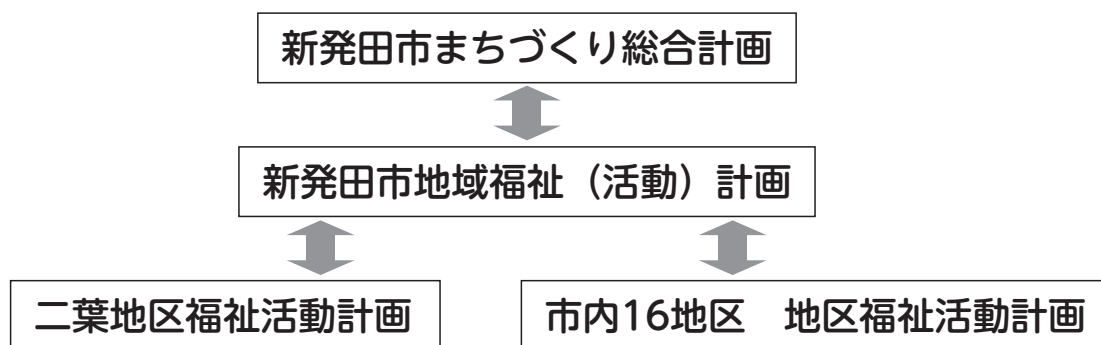 新発田市まちづくり総合計画
新発田市地域福祉（活動）計画
二葉地区福祉活動計画
市内16地区　地区福祉活動計画